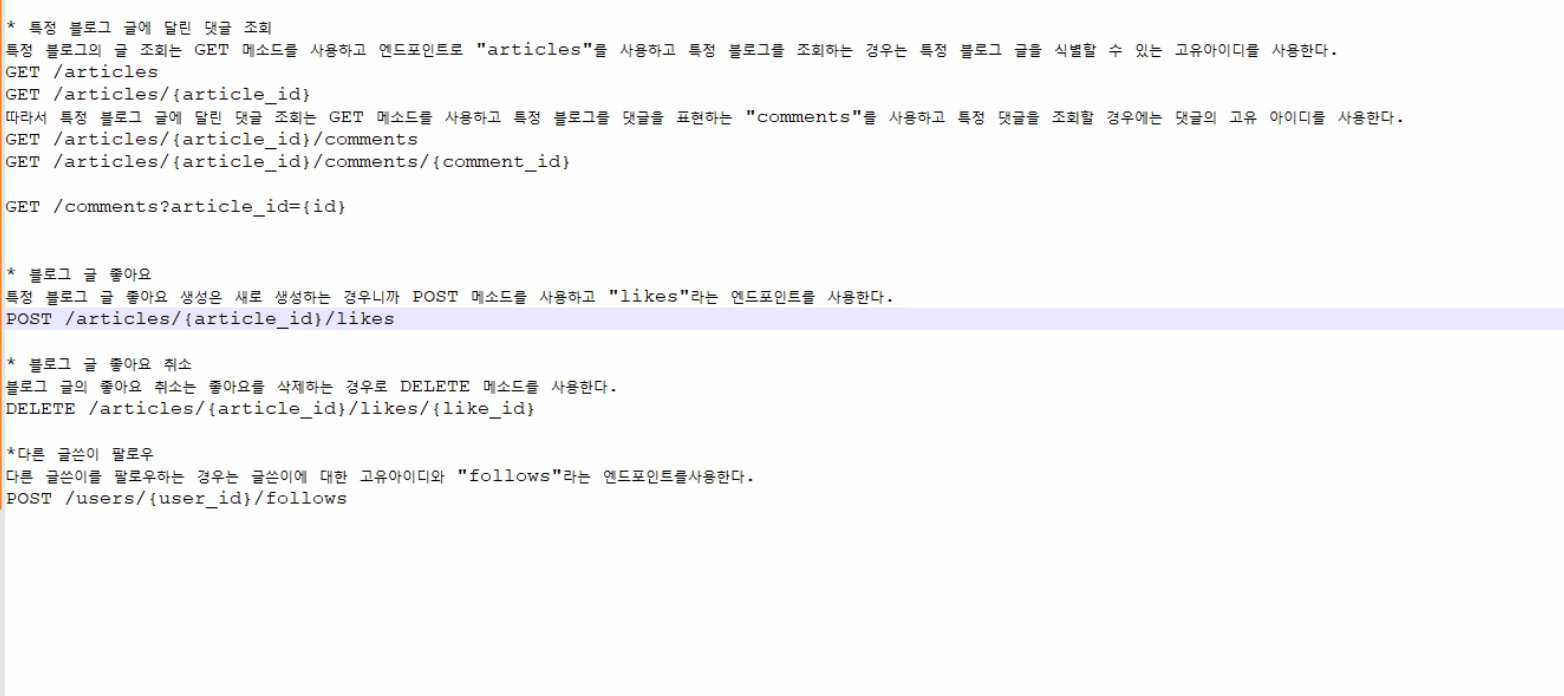 * 특정 블로그 글에 달린 댓글 조회
특정 블로그의 글 조회는 GET 메소드를 사용하고 엔드포인트로 "articles"를 사용하고 특정 블로그를 조회하는 경우는 특정 블로그 글을 식별할 수 있는 고유아이디를 사용한다.
GET /articles
GET /articles/{article_id}
따라서 특정 블로그 글에 달린 댓글 조회는 GET 메소드를 사용하고 특정 블로그를 댓글을 표현하는 "comments"를 사용하고 특정 댓글을 조회할 경우에는 댓글의 고유 아이디를 사용한다.
GET /articles/{article_id}/comments
GET /articles/{article_id}/comments/{comment_id}
GET /comments?article_id={id}
* 블로그 글 좋아요
특정 블로그 글 좋아요 생성은 새로 생성하는 경우니까 POST 메소드를 사용하고 "likes"라는 엔드포인트를 사용한다.
POST /articles/{article_id}/likes
* 블로그 글 좋아요 취소
블로그 글의 좋아요 취소는 좋아요를 삭제하는 경우로 DELETE 메소드를 사용한다.
DELETE /articles/{article_id}/likes/{like_id}
*다른 글쓴이 팔로우
다른 글쓴이를 팔로우하는 경우는 글쓴이에 대한 고유아이디와 "follows"라는 엔드포인트를사용한다.
POST /users/{user_id}/follows